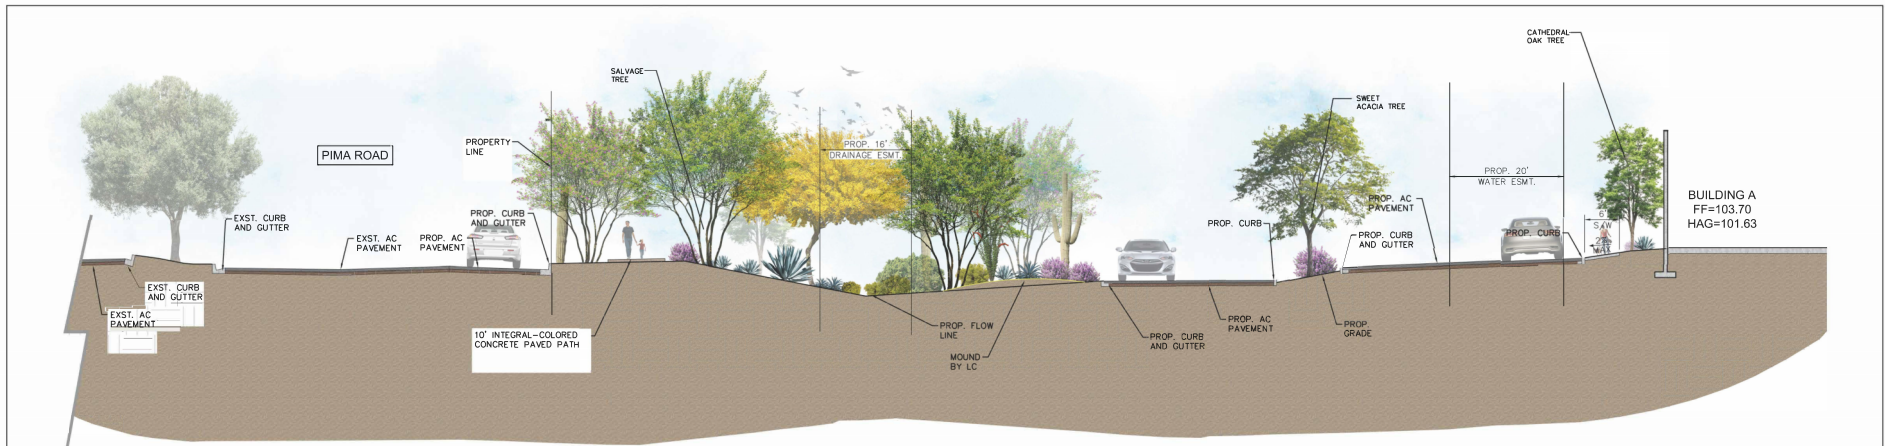 CATHEDRAL
OAK TREE
SALVAGE
TREE
SWEET
ACACIA TREE
PROPERTY
LINE
PROP. 16'
DRAINAGE ESMT.
PIMA ROAD
PROP. 20'
WATER ESMT.
BUILDING A
FF=103.70
HAG=101.63
PROP. AC
PAVEMENT
EXST. CURB
AND GUTTER
PROP. CURB
AND GUTTER
PROP. CURB
6'
S/W
PROP. CURB
MAX
EXST. AC
PAVEMENT
PROP. AC
PAVEMENT
PROP. CURB
AND GUTTER
EXST. CURB
AND GUTTER
EXST. AC
PAVEMENT
10' INTEGRAL-COLORED
CONCRETE PAVED PATH
PROP. FLOW
LINE
MOUND
BY LC
PROP. CURB
AND GUTTER
PROP. AC
PAVEMENT
PROP.
GRADE